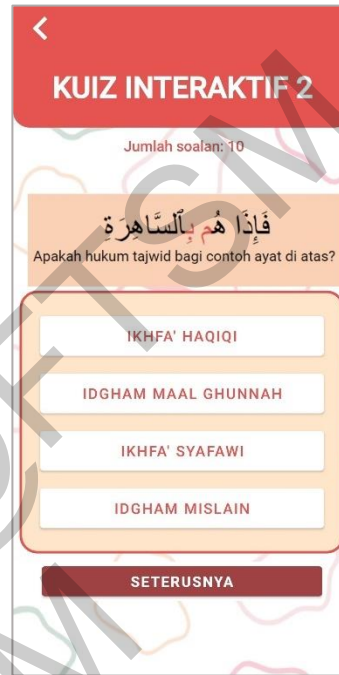 KUIZ INTERAKTIF 2
Jumlah soalan: 10
فَإِذَا هُم بِٱلسَّاهِرَةِ
Apakah hukum tajwid bagi contoh ayat di atas?
IKHFA' HAQIQI
IDGHAM MAAL GHUNNAH
IKHFA' SYAFAWI
IDGHAM MISLAIN
SETERUSNYA